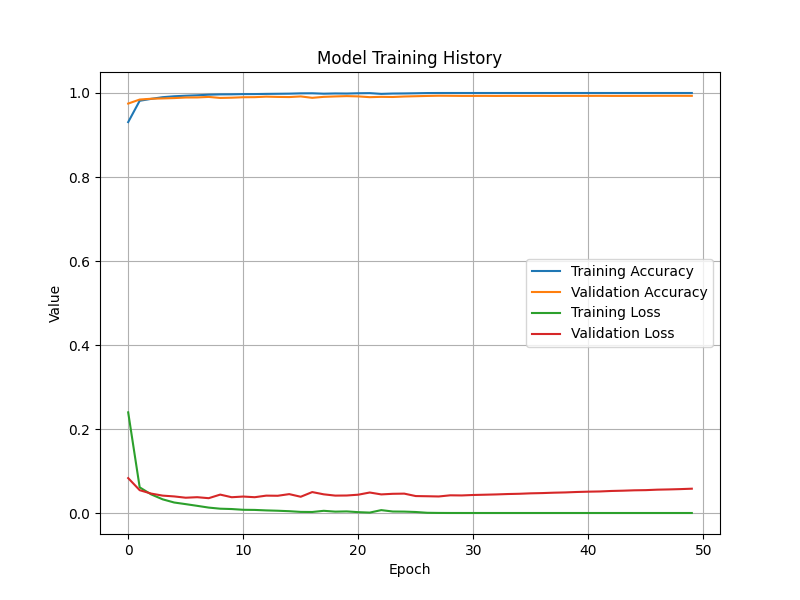 Model Training History
1.0
0.8
0.6
0.4
0.2
0.0
Value
Training Accuracy
Validation Accuracy
Training Loss
Validation Loss
0 10 20 30 40 50
Epoch